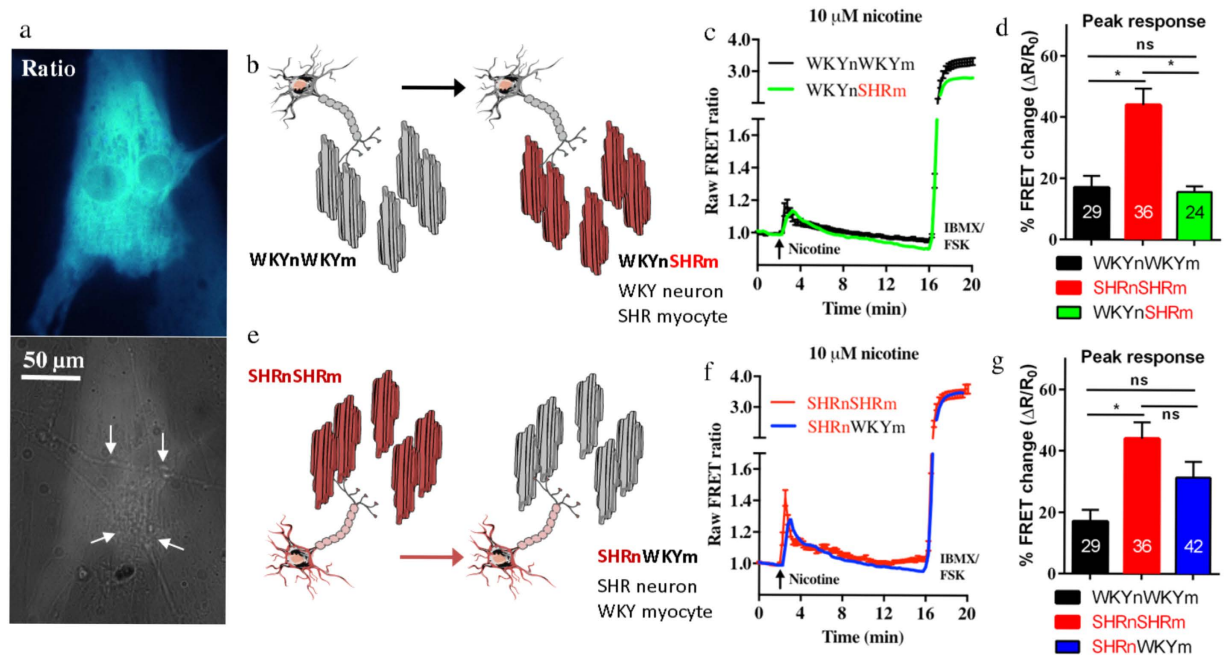 a
Ratio
50 µm
b
WKYnWKYm
WKYnSHRm
WKY neuron
SHR myocyte
c
10 µM nicotine
WKYnWKYm
WKYnSHRm
Raw FRET ratio
4.0
3.0
1.6
1.4
1.2
1.0
Nicotine
IBMX/
FSK
0 4 8 12 16 20
Time (min)
d
Peak response
ns
* *
% FRET change (ΔR/R0)
60
40
20
0
29 36 24
WKYnWKYm
SHRnSHRm
WKYnSHRm
e
SHRnSHRm
SHRnWKYm
SHR neuron
WKY myocyte
f
10 µM nicotine
SHRnSHRm
SHRnWKYm
Raw FRET ratio
4.0
3.0
1.6
1.4
1.2
1.0
Nicotine
IBMX/
FSK
0 4 8 12 16 20
Time (min)
g
Peak response
ns
* ns
% FRET change (ΔR/R0)
60
40
20
0
29 36 42
WKYnWKYm
SHRnSHRm
SHRnWKYm